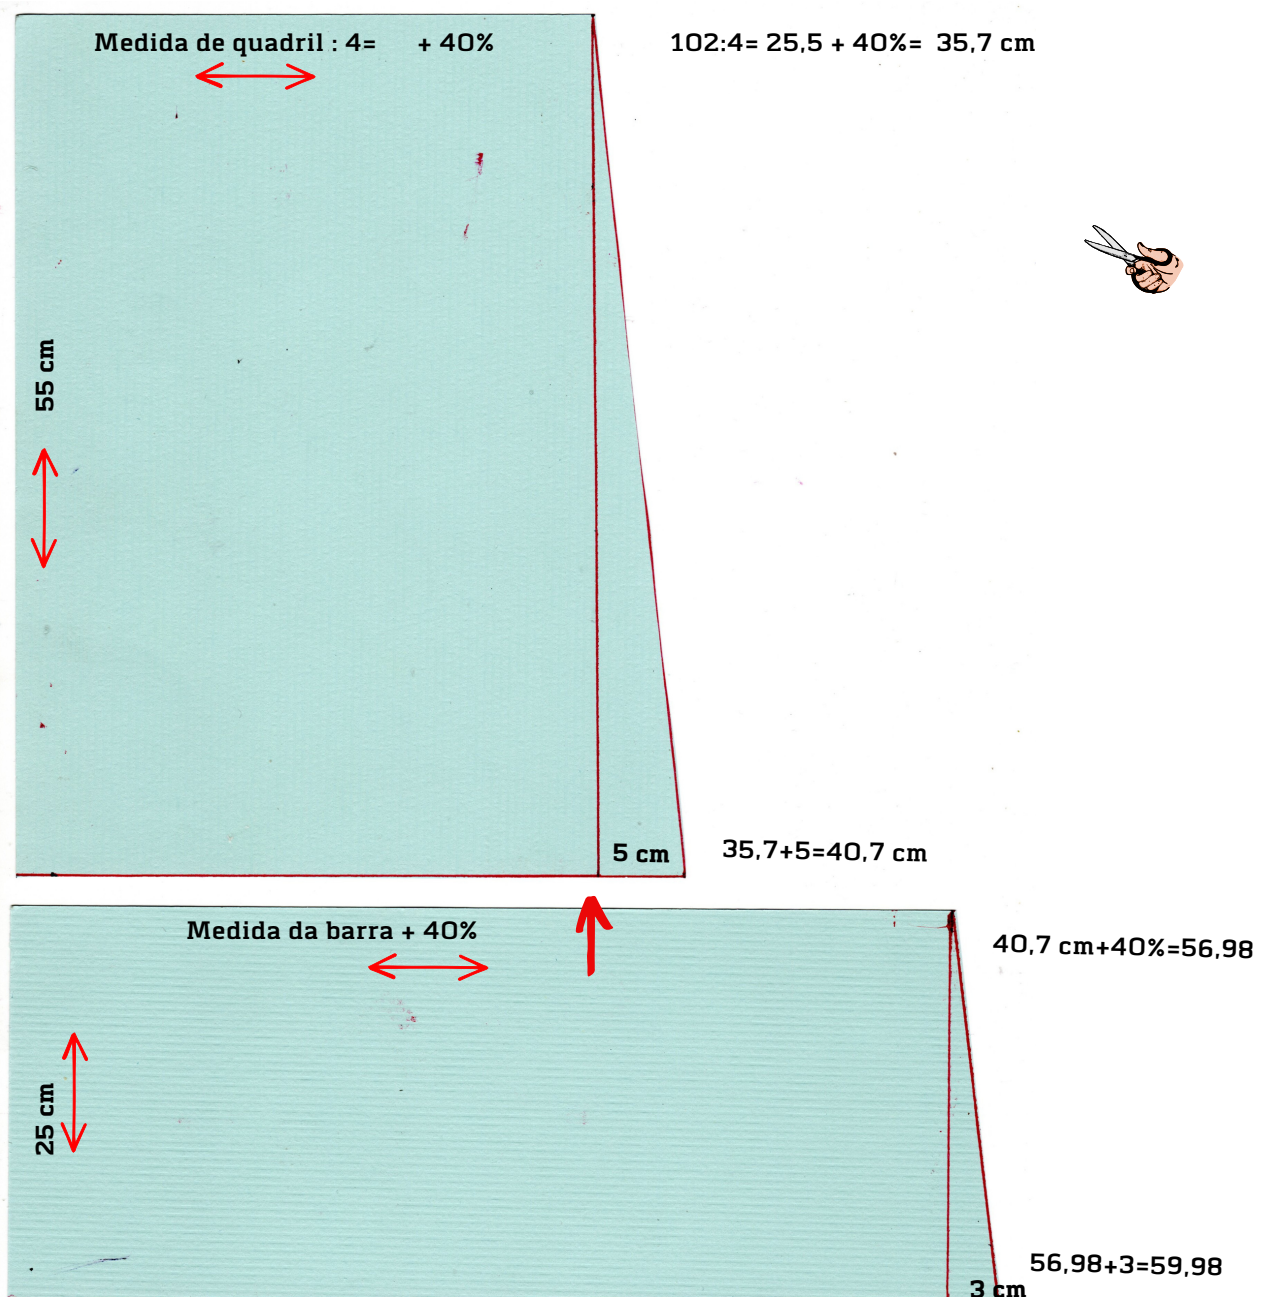 Medida de quadril : 4= + 40%
102:4= 25,5 + 40%= 35,7 cm
55 cm
5 cm
35,7+5=40,7 cm
Medida da barra + 40%
40,7 cm+40%=56,98
25 cm
56,98+3=59,98
3 cm